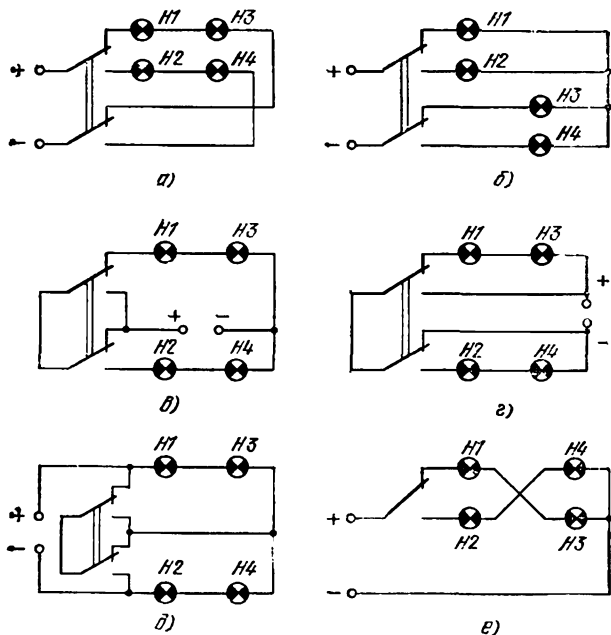 H1 H3
H2 H4
+
−
а)
H1
H2
H3
H4
+
−
б)
H1 H3
+ −
H2 H4
в)
H1 H3
+
−
H2 H4
г)
H1 H3
+
−
H2 H4
д)
H1 H4
+
H2 H3
−
е)